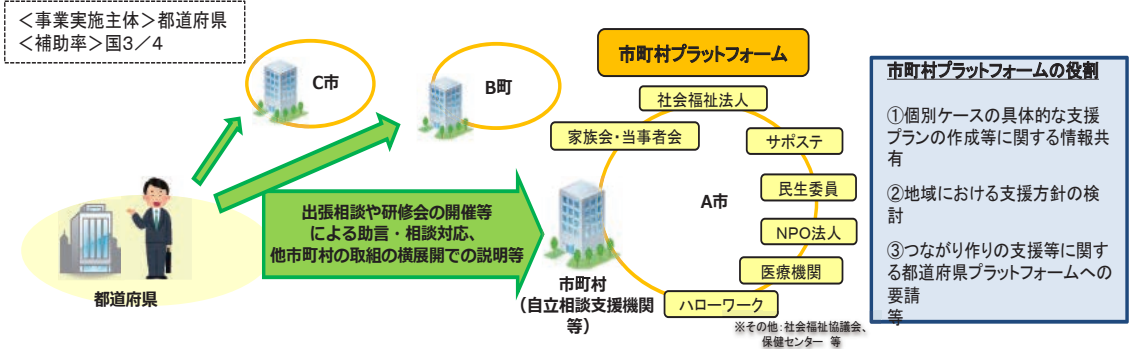 ＜事業実施主体＞都道府県
＜補助率＞国3／4
C市
B町
市町村プラットフォーム
社会福祉法人
家族会・当事者会
サポステ
民生委員
A市
NPO法人
医療機関
ハローワーク
※その他：社会福祉協議会、
保健センター 等
都道府県
出張相談や研修会の開催等
による助言・相談対応、
他市町村の取組の横展開での説明等
市町村
（自立相談支援機関
等）
市町村プラットフォームの役割
①個別ケースの具体的な支援
プランの作成等に関する情報共
有
②地域における支援方針の検
討
③つながり作りの支援等に関す
る都道府県プラットフォームへの
要請
等